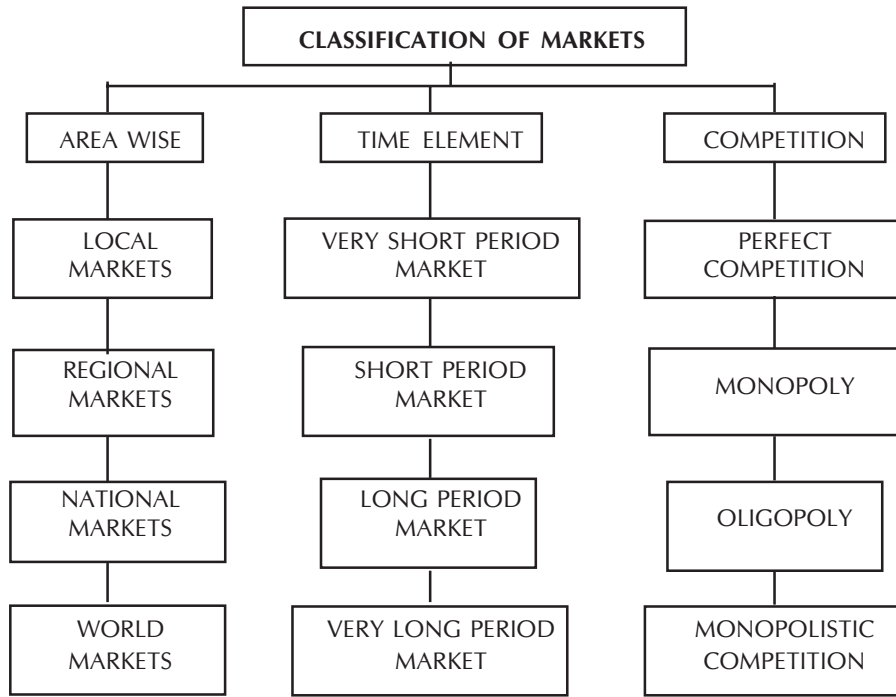 CLASSIFICATION OF MARKETS
AREA WISE
TIME ELEMENT
COMPETITION
LOCAL
MARKETS
VERY SHORT PERIOD
MARKET
PERFECT
COMPETITION
REGIONAL
MARKETS
SHORT PERIOD
MARKET
MONOPOLY
NATIONAL
MARKETS
LONG PERIOD
MARKET
OLIGOPOLY
WORLD
MARKETS
VERY LONG PERIOD
MARKET
MONOPOLISTIC
COMPETITION